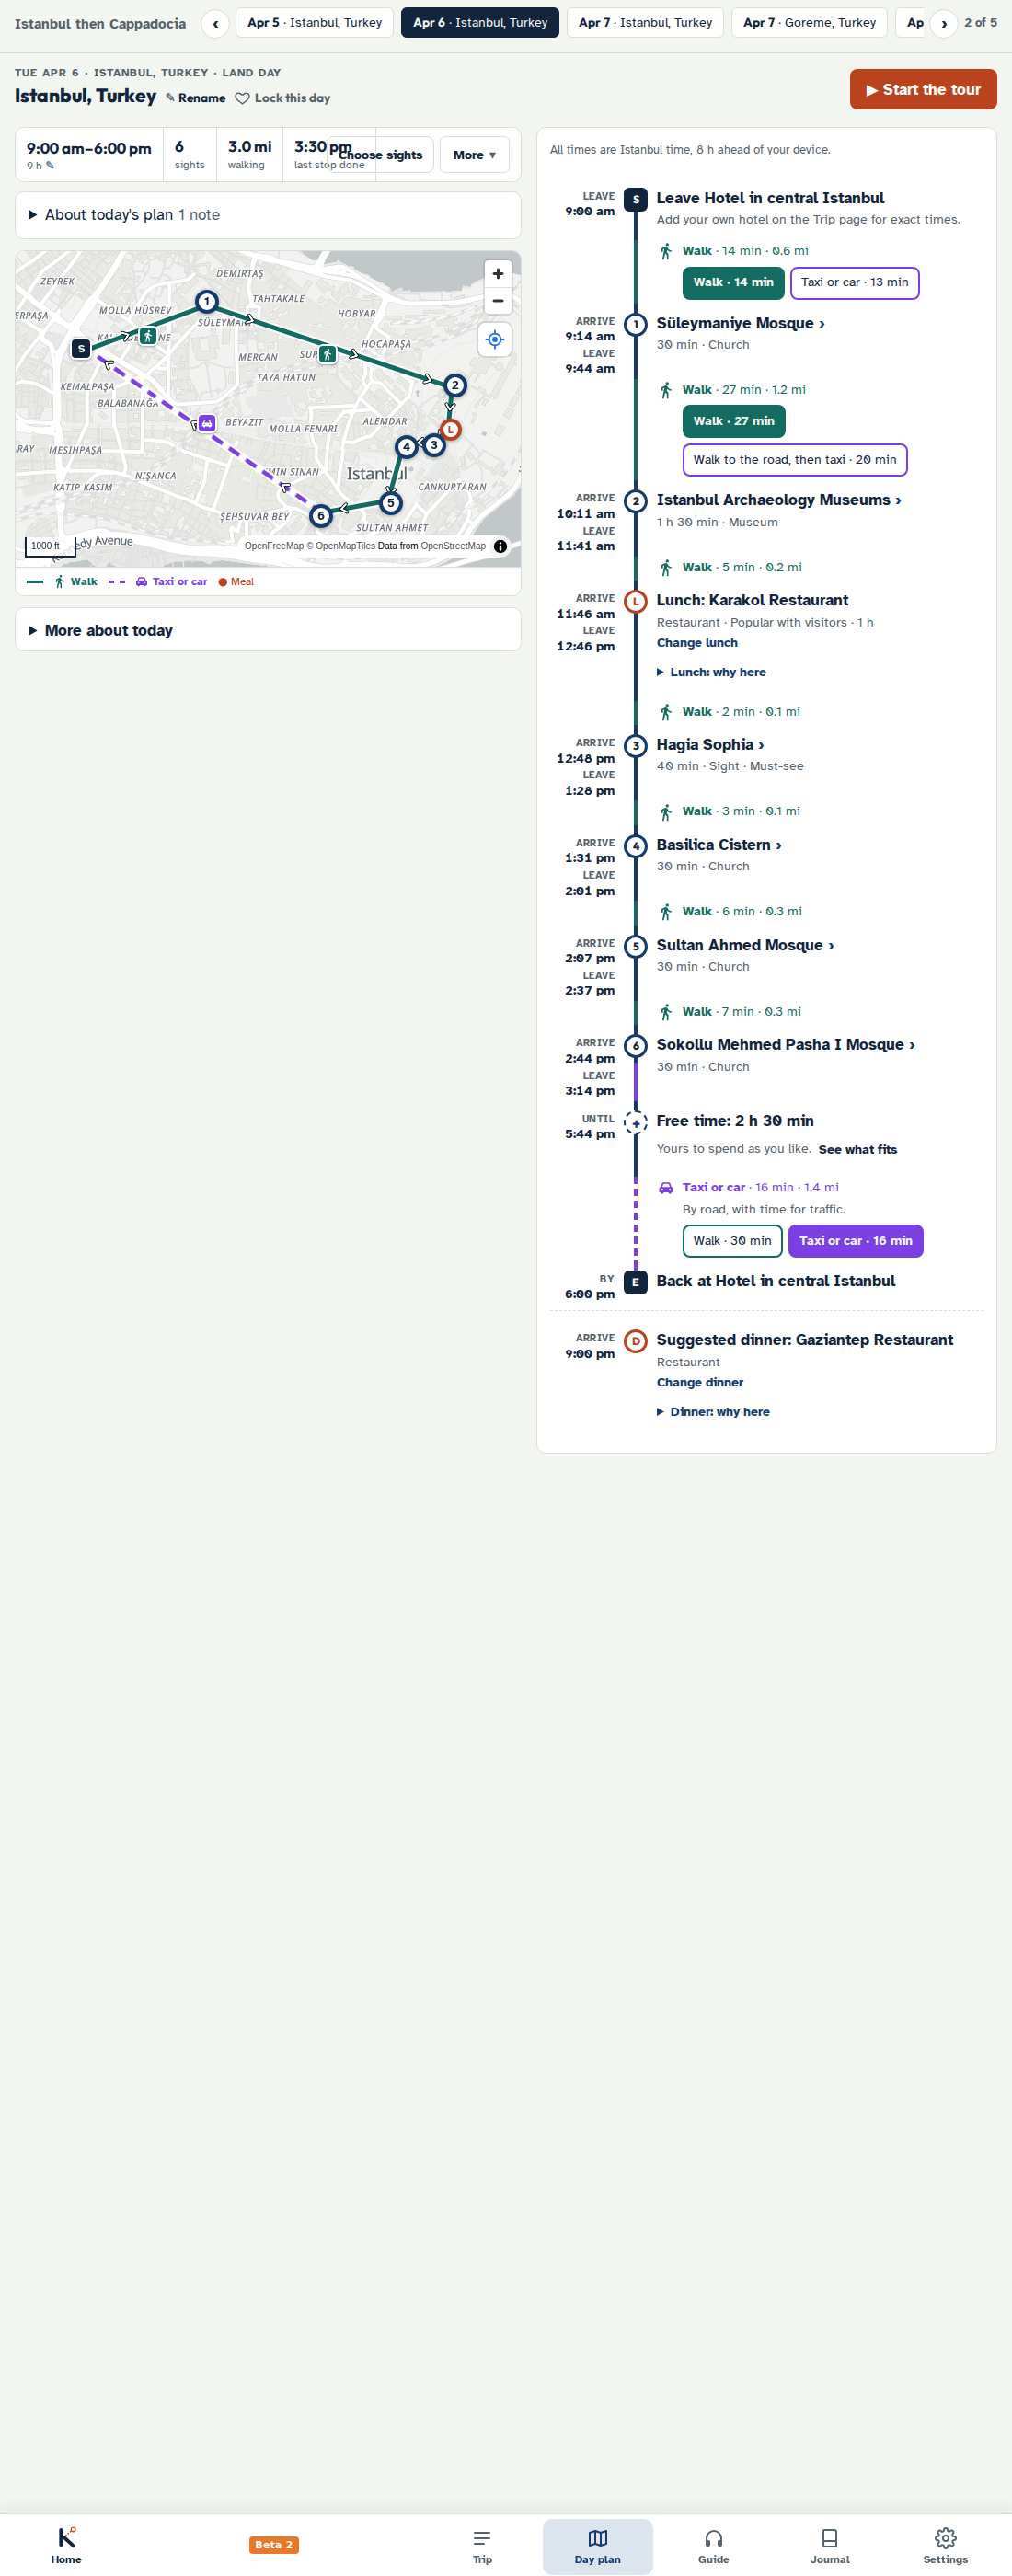 Istanbul then Cappadocia
‹
Apr 5 · Istanbul, Turkey
Apr 6 · Istanbul, Turkey
Apr 7 · Istanbul, Turkey
Apr 7 · Goreme, Turkey
Ap
›
2 of 5
TUE APR 6 · ISTANBUL, TURKEY · LAND DAY
Istanbul, Turkey ✎ Rename Lock this day
▶ Start the tour
9:00 am–6:00 pm
9 h ✎
6
sights
3.0 mi
walking
3:30 pm
last stop done
Choose sights
More ▼
▶ About today's plan 1 note
ZEYREK
DEMIRTAŞ
TAHTAKALE
MOLLA HÜSREV
HOBYAR
HOCAPAŞA
MERCAN
TAYA HATUN
KEMALPAŞA
BALABANAĞA
BEYAZIT
MOLLA FENARI
ALEMDAR
MESIHPAŞA
NIŞANCA
Istanbul
KATIP KASIM
CANKURTARAN
ŞEHSUVAR BEY
SULTAN AHMET
S
1
2
L
3
4
5
6
+
−
1000 ft
OpenFreeMap © OpenMapTiles Data from OpenStreetMap
Walk Taxi or car Meal
▶ More about today
All times are Istanbul time, 8 h ahead of your device.
LEAVE
9:00 am
S
Leave Hotel in central Istanbul
Add your own hotel on the Trip page for exact times.
Walk · 14 min · 0.6 mi
Walk · 14 min
Taxi or car · 13 min
ARRIVE
9:14 am
LEAVE
9:44 am
1
Süleymaniye Mosque ›
30 min · Church
Walk · 27 min · 1.2 mi
Walk · 27 min
Walk to the road, then taxi · 20 min
ARRIVE
10:11 am
LEAVE
11:41 am
2
Istanbul Archaeology Museums ›
1 h 30 min · Museum
Walk · 5 min · 0.2 mi
ARRIVE
11:46 am
LEAVE
12:46 pm
L
Lunch: Karakol Restaurant
Restaurant · Popular with visitors · 1 h
Change lunch
▶ Lunch: why here
Walk · 2 min · 0.1 mi
ARRIVE
12:48 pm
LEAVE
1:28 pm
3
Hagia Sophia ›
40 min · Sight · Must-see
Walk · 3 min · 0.1 mi
ARRIVE
1:31 pm
LEAVE
2:01 pm
4
Basilica Cistern ›
30 min · Church
Walk · 6 min · 0.3 mi
ARRIVE
2:07 pm
LEAVE
2:37 pm
5
Sultan Ahmed Mosque ›
30 min · Church
Walk · 7 min · 0.3 mi
ARRIVE
2:44 pm
LEAVE
3:14 pm
6
Sokollu Mehmed Pasha I Mosque ›
30 min · Church
UNTIL
5:44 pm
+
Free time: 2 h 30 min
Yours to spend as you like. See what fits
Taxi or car · 16 min · 1.4 mi
By road, with time for traffic.
Walk · 30 min
Taxi or car · 16 min
BY
6:00 pm
E
Back at Hotel in central Istanbul
ARRIVE
9:00 pm
D
Suggested dinner: Gaziantep Restaurant
Restaurant
Change dinner
▶ Dinner: why here
Home
Beta 2
Trip
Day plan
Guide
Journal
Settings